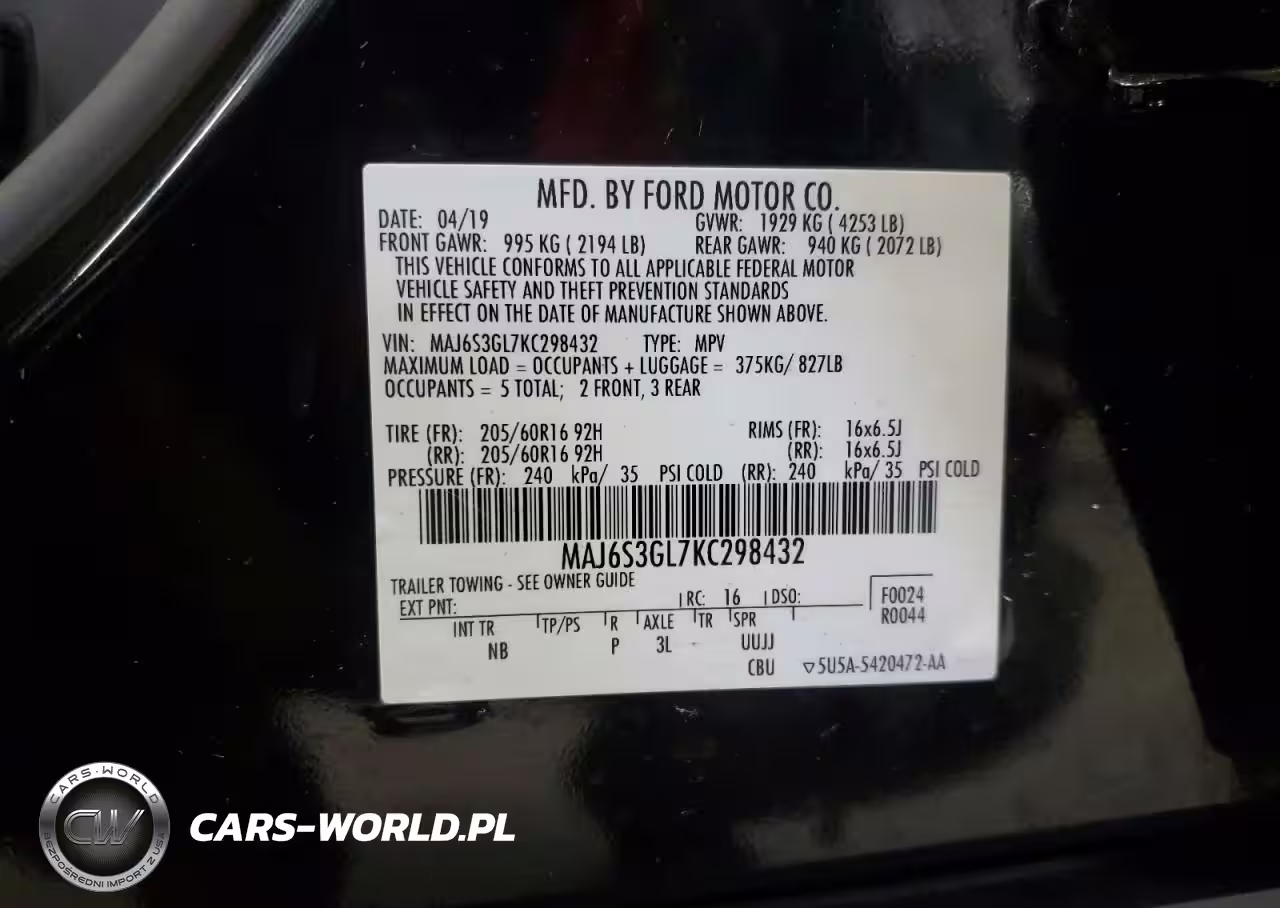 MFD. BY FORD MOTOR CO.
DATE: 04/19 GVWR: 1929 KG ( 4253 LB)
FRONT GAWR: 995 KG ( 2194 LB) REAR GAWR: 940 KG ( 2072 LB)
THIS VEHICLE CONFORMS TO ALL APPLICABLE FEDERAL MOTOR
VEHICLE SAFETY AND THEFT PREVENTION STANDARDS
IN EFFECT ON THE DATE OF MANUFACTURE SHOWN ABOVE.
VIN: MAJ6S3GL7KC298432 TYPE: MPV
MAXIMUM LOAD = OCCUPANTS + LUGGAGE = 375KG/ 827LB
OCCUPANTS = 5 TOTAL; 2 FRONT, 3 REAR
TIRE (FR): 205/60R16 92H RIMS (FR): 16x6.5J
(RR): 205/60R16 92H (RR): 16x6.5J
PRESSURE (FR): 240 kPa/ 35 PSI COLD (RR): 240 kPa/ 35 PSI COLD
MAJ6S3GL7KC298432
TRAILER TOWING - SEE OWNER GUIDE
EXT PNT: RC: 16 DSO: F0024
R0044
INT TR TP/PS R AXLE TR SPR
NB P 3L - UUJJ
CBU ▽5U5A-5420472-AA
CARS-WORLD
CW
BEZPOŚREDNI IMPORT Z USA
CARS-WORLD.PL